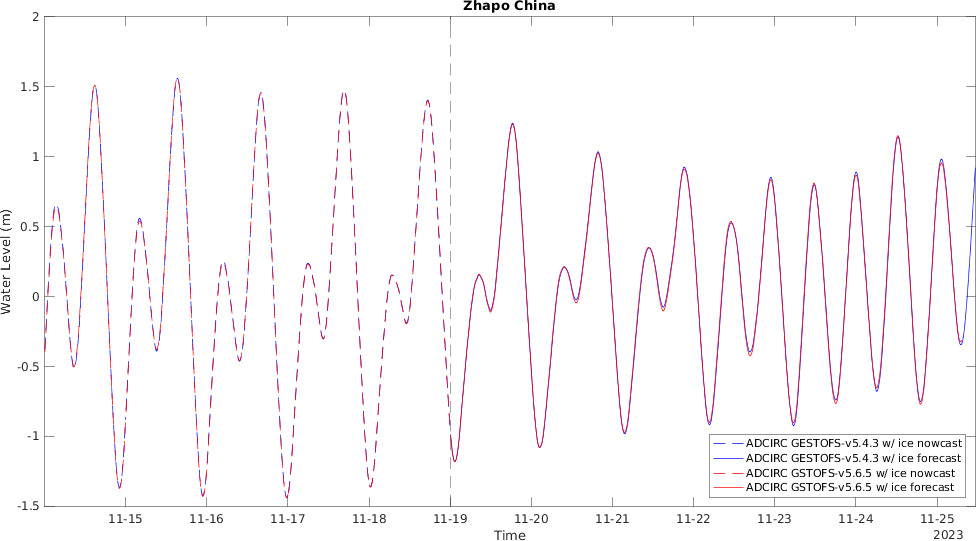 Zhapo China
2
1.5
1
0.5
0
-0.5
-1
-1.5
Water Level (m)
11-15 11-16 11-17 11-18 11-19 11-20 11-21 11-22 11-23 11-24 11-25
Time
2023
ADCIRC GESTOFS-v5.4.3 w/ ice nowcast
ADCIRC GESTOFS-v5.4.3 w/ ice forecast
ADCIRC GSTOFS-v5.6.5 w/ ice nowcast
ADCIRC GSTOFS-v5.6.5 w/ ice forecast